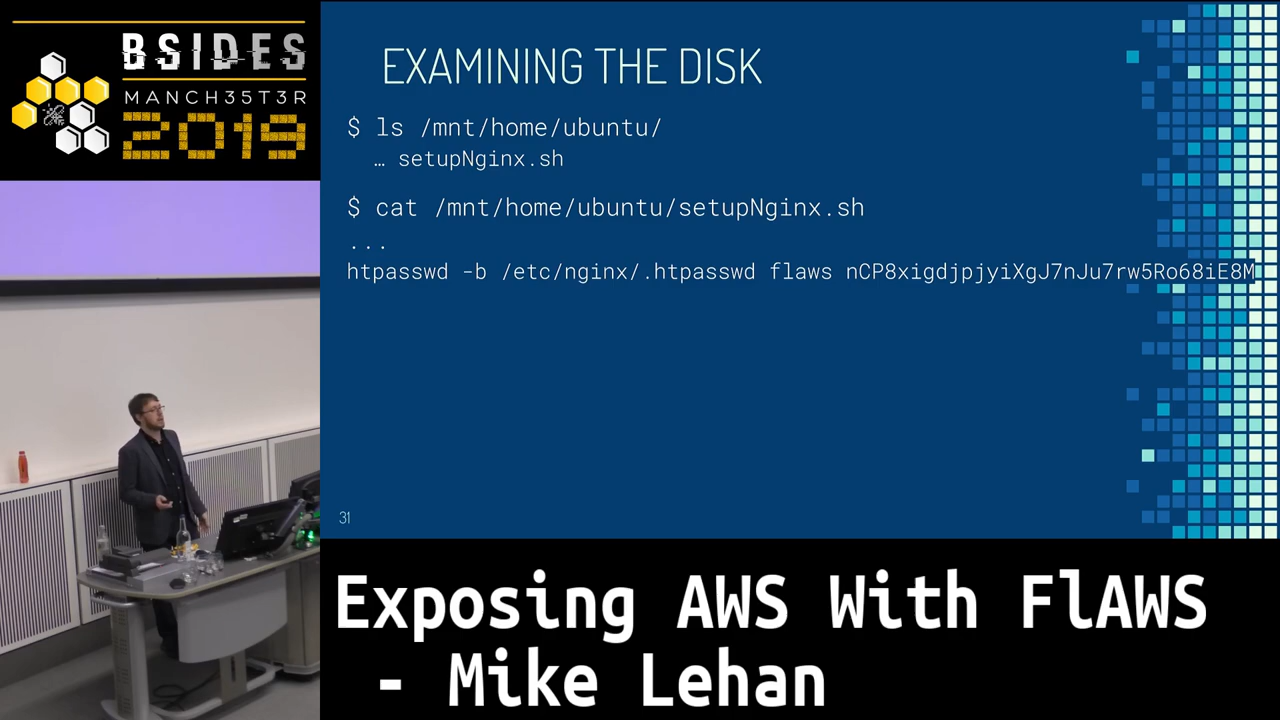 BSIDES
MANCH35T3R
2019
EXAMINING THE DISK
$ ls /mnt/home/ubuntu/
… setupNginx.sh
$ cat /mnt/home/ubuntu/setupNginx.sh
...
htpasswd -b /etc/nginx/.htpasswd flaws nCP8xigdjpjyiXgJ7nJu7rw5Ro68iE8M
31
Exposing AWS With FlAWS
- Mike Lehan